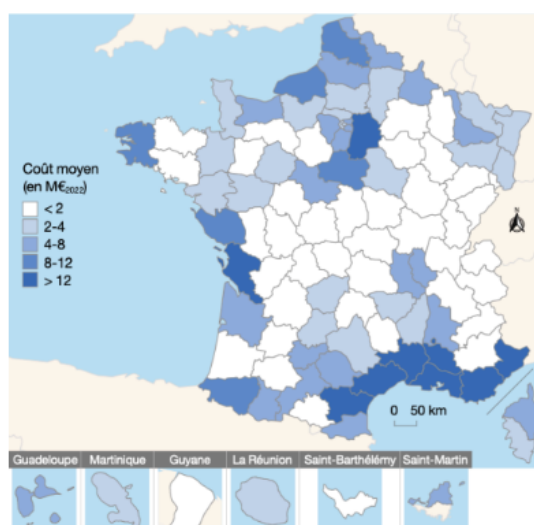 Coût moyen
(en M€2022)
< 2
2-4
4-8
8-12
> 12
0 50 km
Guadeloupe Martinique Guyane La Réunion Saint-Barthélémy Saint-Martin